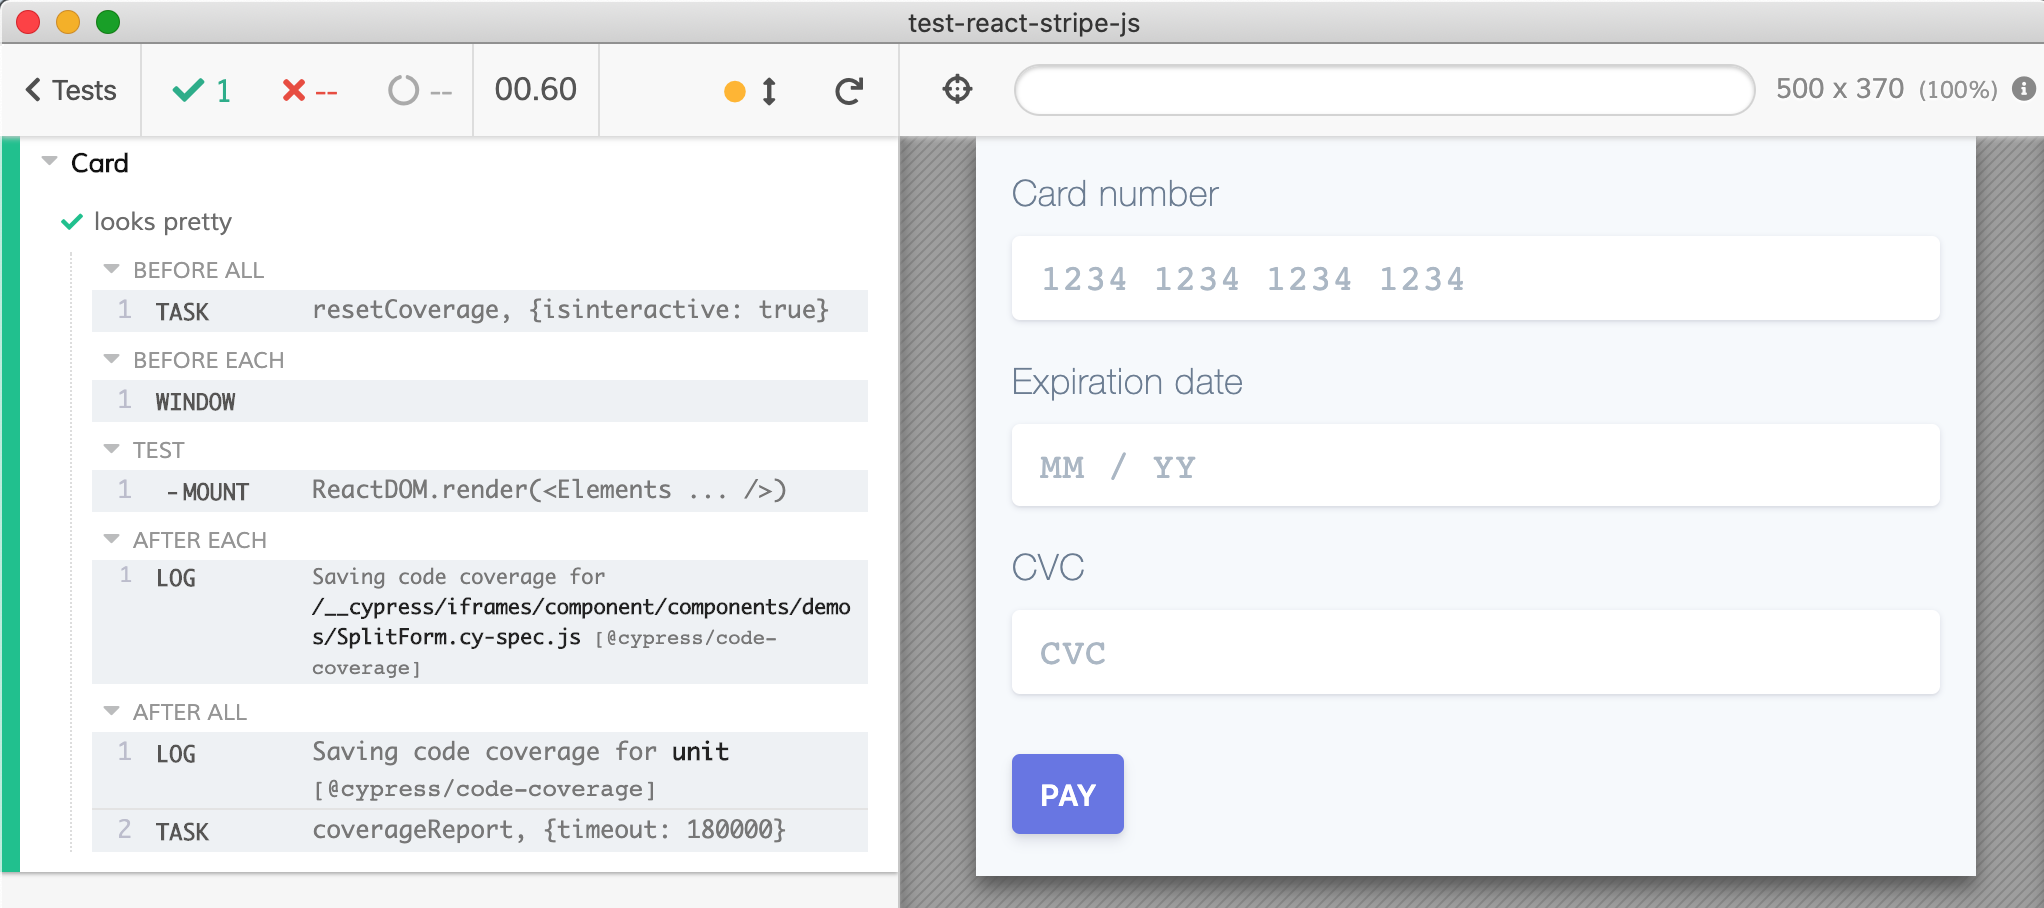 test-react-stripe-js
Tests 1 -- -- 00.60 500 x 370 (100%)
Card
looks pretty
BEFORE ALL
1 TASK resetCoverage, {isinteractive: true}
BEFORE EACH
1 WINDOW
TEST
1 -MOUNT ReactDOM.render(<Elements ... />)
AFTER EACH
1 LOG Saving code coverage for
/__cypress/iframes/component/components/demo
s/SplitForm.cy-spec.js [@cypress/code-
coverage]
AFTER ALL
1 LOG Saving code coverage for unit
[@cypress/code-coverage]
2 TASK coverageReport, {timeout: 180000}
Card number
1234 1234 1234 1234
Expiration date
MM / YY
CVC
CVC
PAY